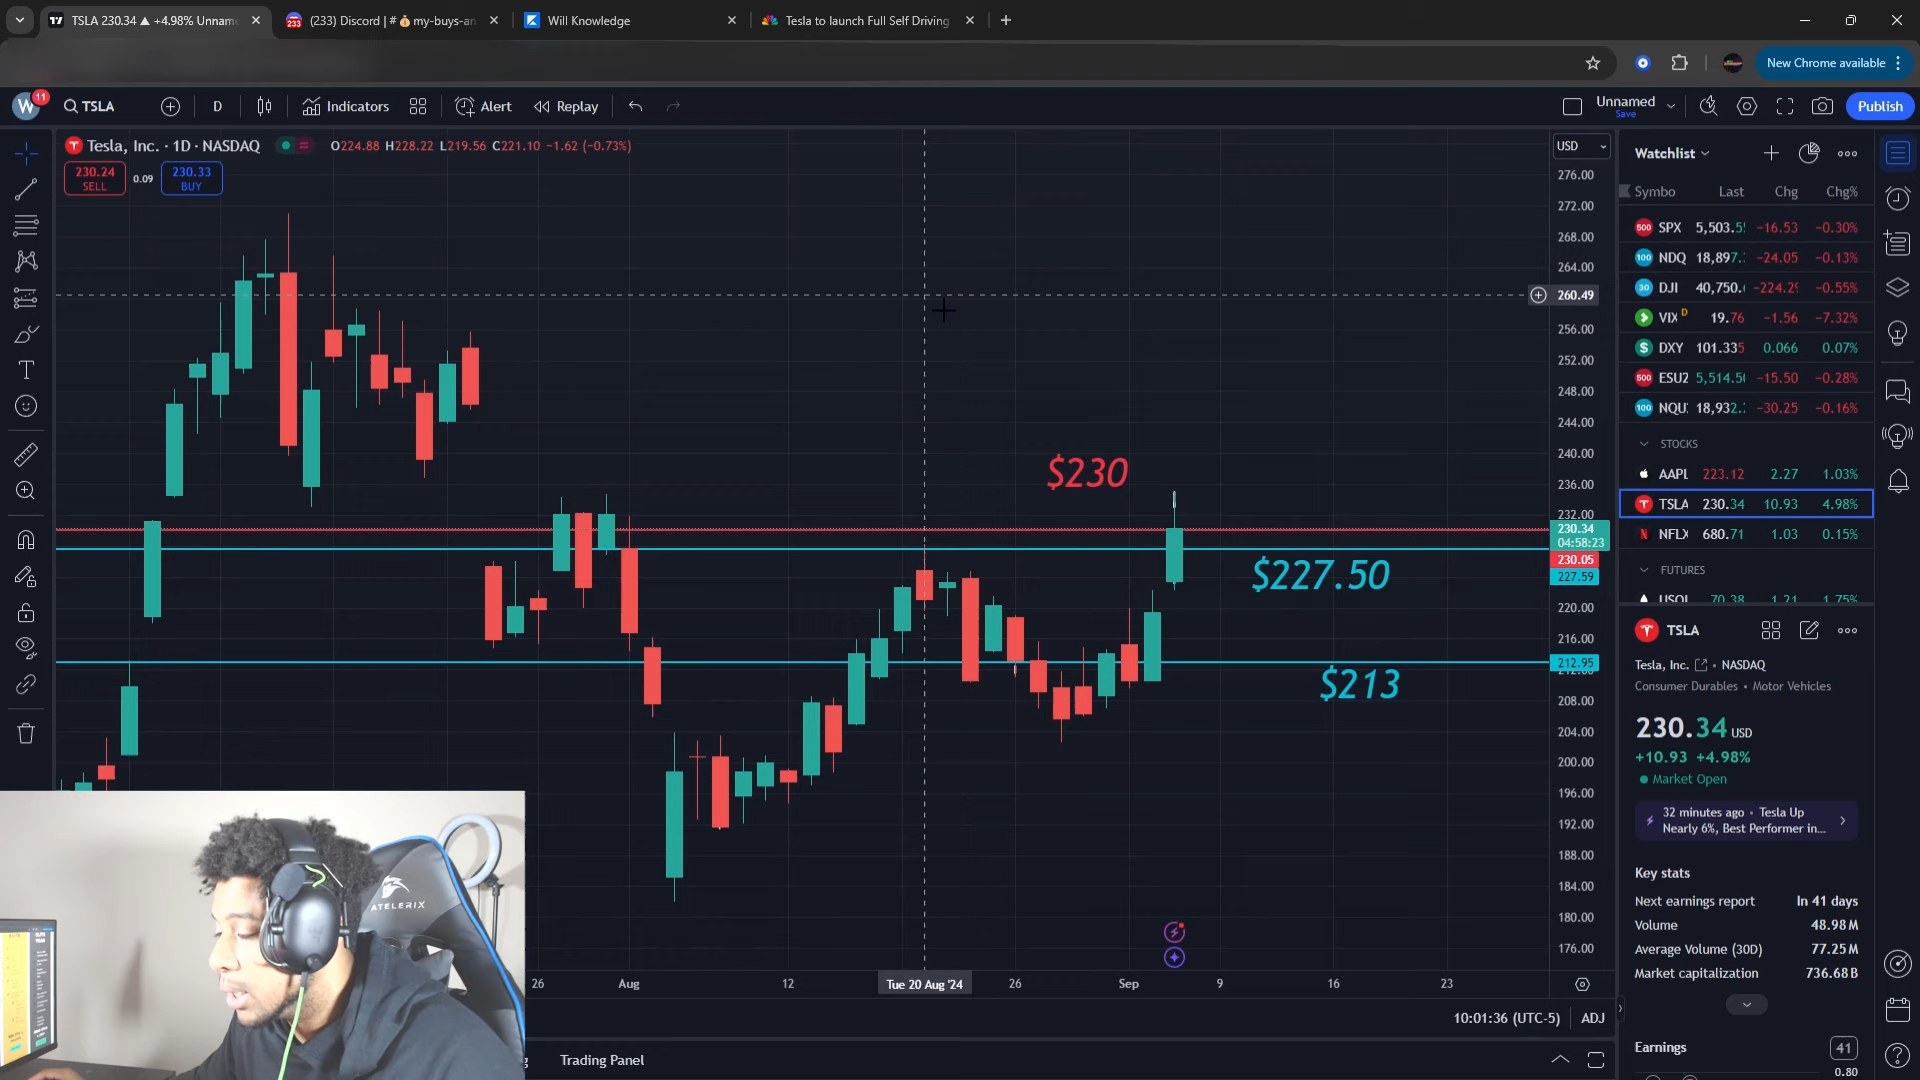 TSLA 230.34 ▲ +4.98% Unnam
(233) Discord | # 💰my-buys-an
Will Knowledge
Tesla to launch Full Self Driving
New Chrome available
W 11
TSLA
D
Indicators
Alert
Replay
Unnamed
Save
Publish
Tesla, Inc. · 1D · NASDAQ
O224.88 H228.22 L219.56 C221.10 −1.62 (−0.73%)
230.24
SELL
0.09
230.33
BUY
USD
276.00
272.00
268.00
264.00
260.49
256.00
252.00
248.00
244.00
240.00
236.00
232.00
230.34
04:58:23
230.05
227.59
220.00
216.00
212.95
208.00
204.00
200.00
196.00
192.00
188.00
184.00
180.00
176.00
$230
$227.50
$213
ATELERIX
26
Aug
12
Tue 20 Aug '24
26
Sep
9
16
23
10:01:36 (UTC-5)
ADJ
Trading Panel
Watchlist
Symbo Last Chg Chg%
SPX 5,503.5 −16.53 −0.30%
NDQ 18,897. −24.05 −0.13%
DJI 40,750. −224.2 −0.55%
VIX D 19.76 −1.56 −7.32%
DXY 101.335 0.066 0.07%
ESU2 5,514.50 −15.50 −0.28%
NQU 18,932. −30.25 −0.16%
STOCKS
AAPL 223.12 2.27 1.03%
TSLA 230.34 10.93 4.98%
NFLX 680.71 1.03 0.15%
FUTURES
USOI 70.38 1.21 1.75%
TSLA
Tesla, Inc. • NASDAQ
Consumer Durables • Motor Vehicles
230.34 USD
+10.93 +4.98%
Market Open
32 minutes ago • Tesla Up
Nearly 6%, Best Performer in...
Key stats
Next earnings report In 41 days
Volume 48.98M
Average Volume (30D) 77.25M
Market capitalization 736.68B
Earnings
41
0.80